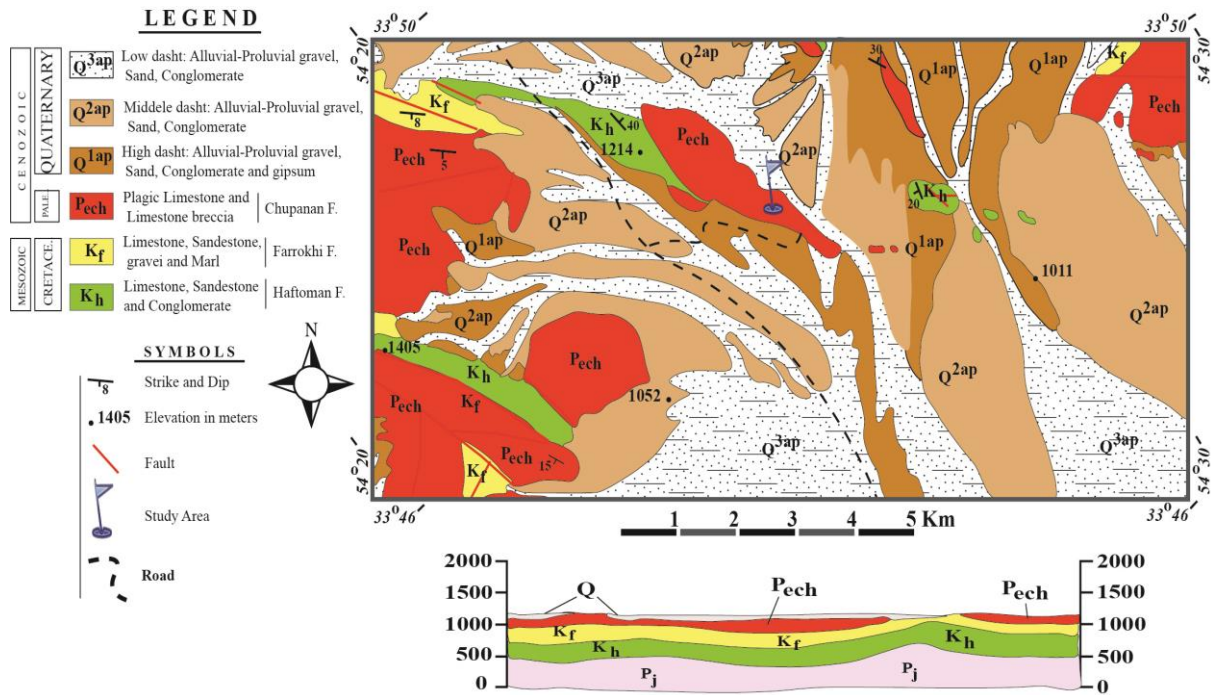 LEGEND
CENOZOIC
QUATERNARY
Q3ap
Low dasht: Alluvial-Proluvial gravel,
Sand, Conglomerate
Q2ap
Middele dasht: Alluvial-Proluvial gravel,
Sand, Conglomerate
Q1ap
High dasht: Alluvial-Proluvial gravel,
Sand, Conglomerate and gipsum
PALE.
Pech
Plagic Limestone and
Limestone breccia
Chupanan F.
MESOZOIC
CRETACE.
Kf
Limestone, Sandestone,
gravei and Marl
Farrokhi F.
Kh
Limestone, Sandistone
and Conglomerate
Haftoman F.
SYMBOLS
8
Strike and Dip
1405
Elevation in meters
Fault
Study Area
Road
N
33° 50
33° 50
54° 20
54° 30
Q2ap
30
Q1ap
Q1ap
Kf
Q3ap
Kf
8
Kh
40
1214
Pech
Pech
Pech
5
Q2ap
20
Kh
Q2ap
Q1ap
Pech
Q1ap
1011
Q2ap
Q2ap
1405
Kh
Pech
Q2ap
Pech
Kf
1052
Pech
15
Kf
Q3ap
Q3ap
54° 20
54° 30
33° 46
33° 46
1 2 3 4 5 Km
2000 2000
1500 1500
1000 1000
500 500
0 0
Q
Pech
Pech
Kf
Kf
Kh
Kh
Pj
Pj